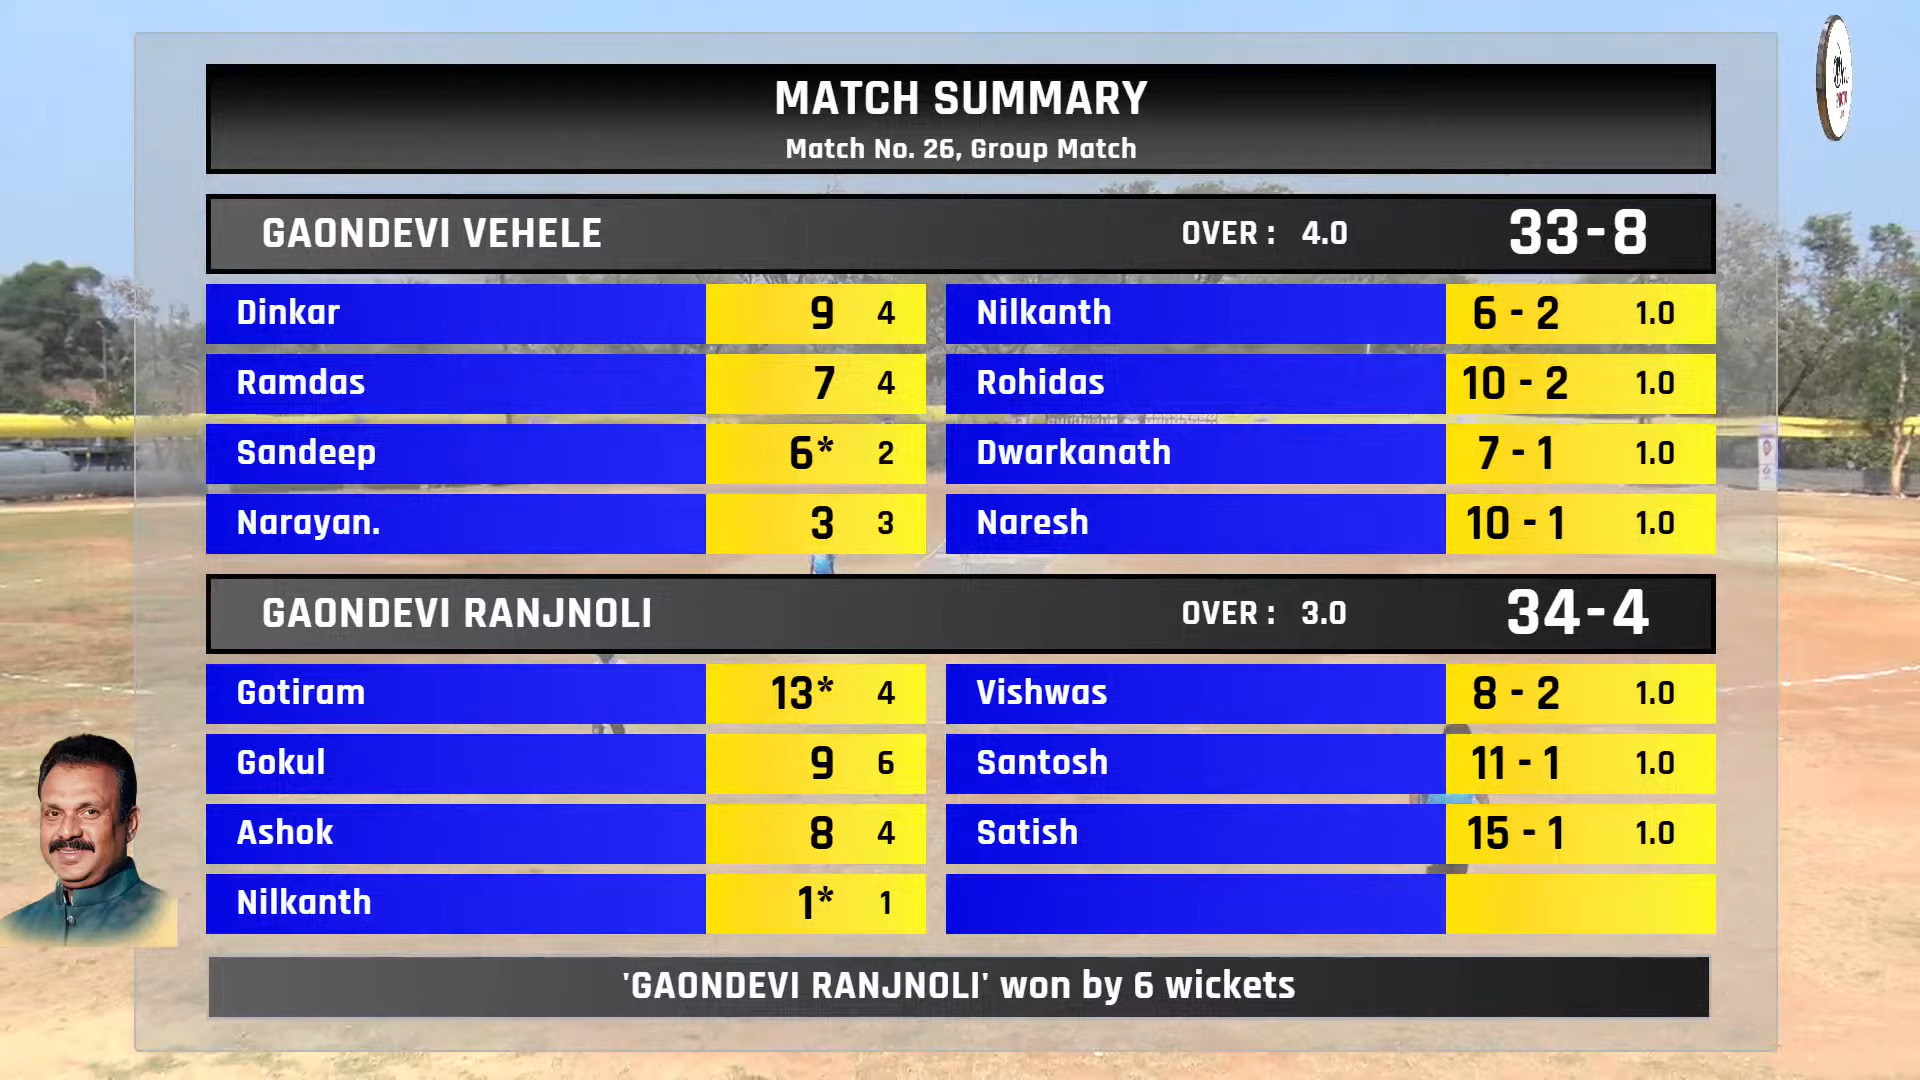 MATCH SUMMARY
Match No. 26, Group Match
GAONDEVI VEHELE OVER : 4.0 33-8
Dinkar 9 4 Nilkanth 6 - 2 1.0
Ramdas 7 4 Rohidas 10 - 2 1.0
Sandeep 6* 2 Dwarkanath 7 - 1 1.0
Narayan. 3 3 Naresh 10 - 1 1.0
GAONDEVI RANJNOLI OVER : 3.0 34-4
Gotiram 13* 4 Vishwas 8 - 2 1.0
Gokul 9 6 Santosh 11 - 1 1.0
Ashok 8 4 Satish 15 - 1 1.0
Nilkanth 1* 1
'GAONDEVI RANJNOLI' won by 6 wickets